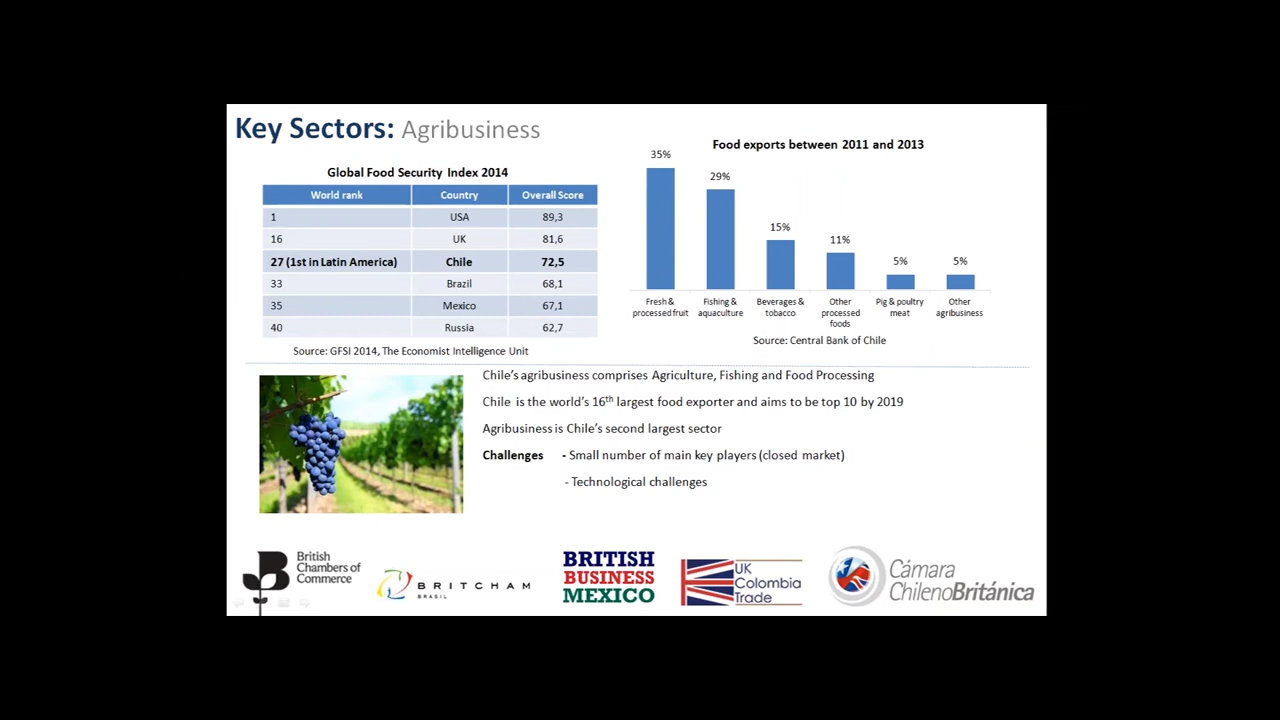 Key Sectors: Agribusiness
Global Food Security Index 2014
World rank Country Overall Score
1 USA 89,3
16 UK 81,6
27 (1st in Latin America) Chile 72,5
33 Brazil 68,1
35 Mexico 67,1
40 Russia 62,7
Source: GFSI 2014, The Economist Intelligence Unit
Food exports between 2011 and 2013
35%
29%
15%
11%
5%
5%
Fresh &
processed fruit
Fishing &
aquaculture
Beverages &
tobacco
Other
processed
foods
Pig & poultry
meat
Other
agribusiness
Source: Central Bank of Chile
Chile's agribusiness comprises Agriculture, Fishing and Food Processing
Chile is the world's 16th largest food exporter and aims to be top 10 by 2019
Agribusiness is Chile's second largest sector
Challenges - Small number of main key players (closed market)
- Technological challenges
British
Chambers of
Commerce
BRITCHAM
BRASIL
BRITISH
BUSINESS
MEXICO
UK
Colombia
Trade
Cámara
ChilenoBritánica